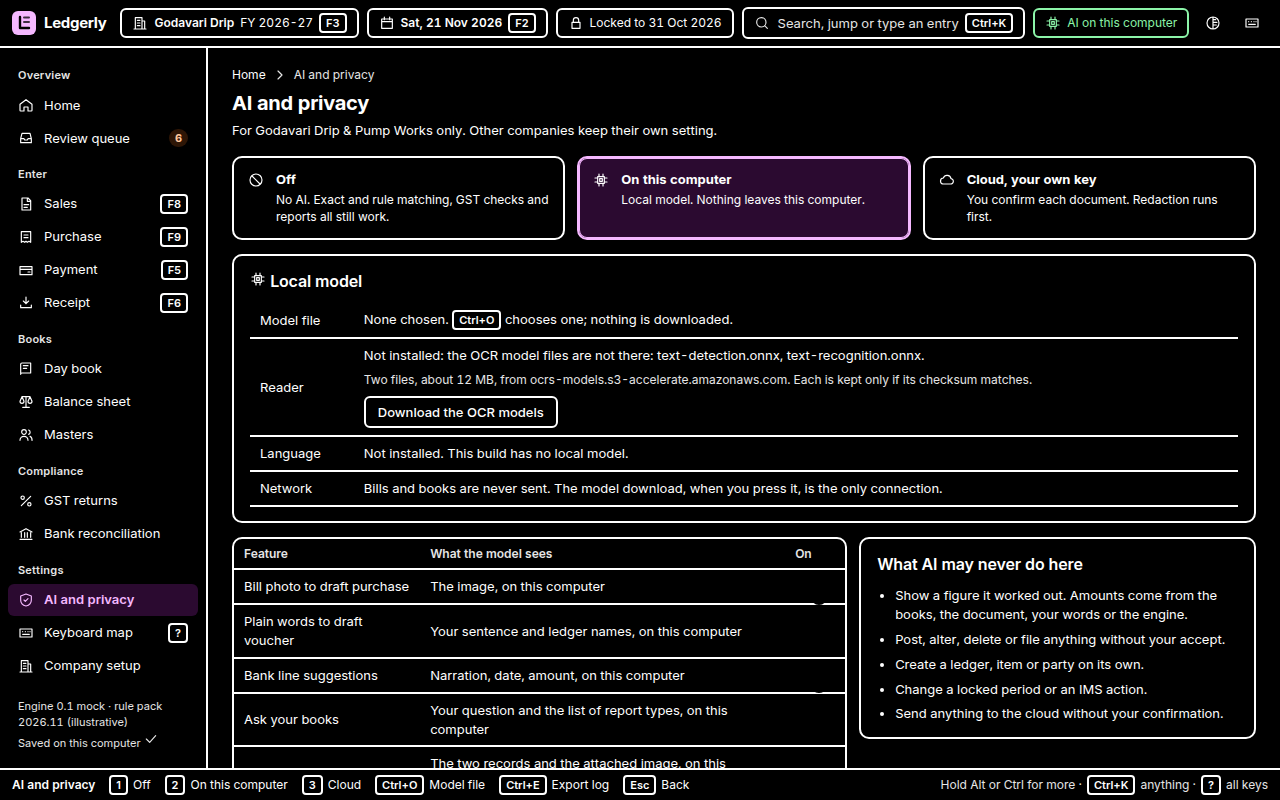 Ledgerly
Godavari Drip FY 2026-27 F3
Sat, 21 Nov 2026 F2
Locked to 31 Oct 2026
Search, jump or type an entry Ctrl+K
AI on this computer
Overview
Home
Review queue 6
Enter
Sales F8
Purchase F9
Payment F5
Receipt F6
Books
Day book
Balance sheet
Masters
Compliance
GST returns
Bank reconciliation
Settings
AI and privacy
Keyboard map ?
Company setup
Engine 0.1 mock · rule pack
2026.11 (illustrative)
Saved on this computer
Home > AI and privacy
AI and privacy
For Godavari Drip & Pump Works only. Other companies keep their own setting.
Off
No AI. Exact and rule matching, GST checks and
reports all still work.
On this computer
Local model. Nothing leaves this computer.
Cloud, your own key
You confirm each document. Redaction runs
first.
Local model
Model file None chosen. Ctrl+O chooses one; nothing is downloaded.
Reader
Not installed: the OCR model files are not there: text-detection.onnx, text-recognition.onnx.
Two files, about 12 MB, from ocrs-models.s3-accelerate.amazonaws.com. Each is kept only if its checksum matches.
Download the OCR models
Language Not installed. This build has no local model.
Network Bills and books are never sent. The model download, when you press it, is the only connection.
Feature What the model sees On
Bill photo to draft purchase The image, on this computer
Plain words to draft
voucher
Your sentence and ledger names, on this computer
Bank line suggestions Narration, date, amount, on this computer
Ask your books
Your question and the list of report types, on this
computer
The two records and the attached image, on this
What AI may never do here
• Show a figure it worked out. Amounts come from the
books, the document, your words or the engine.
• Post, alter, delete or file anything without your accept.
• Create a ledger, item or party on its own.
• Change a locked period or an IMS action.
• Send anything to the cloud without your confirmation.
AI and privacy 1 Off 2 On this computer 3 Cloud Ctrl+O Model file Ctrl+E Export log Esc Back
Hold Alt or Ctrl for more · Ctrl+K anything · ? all keys